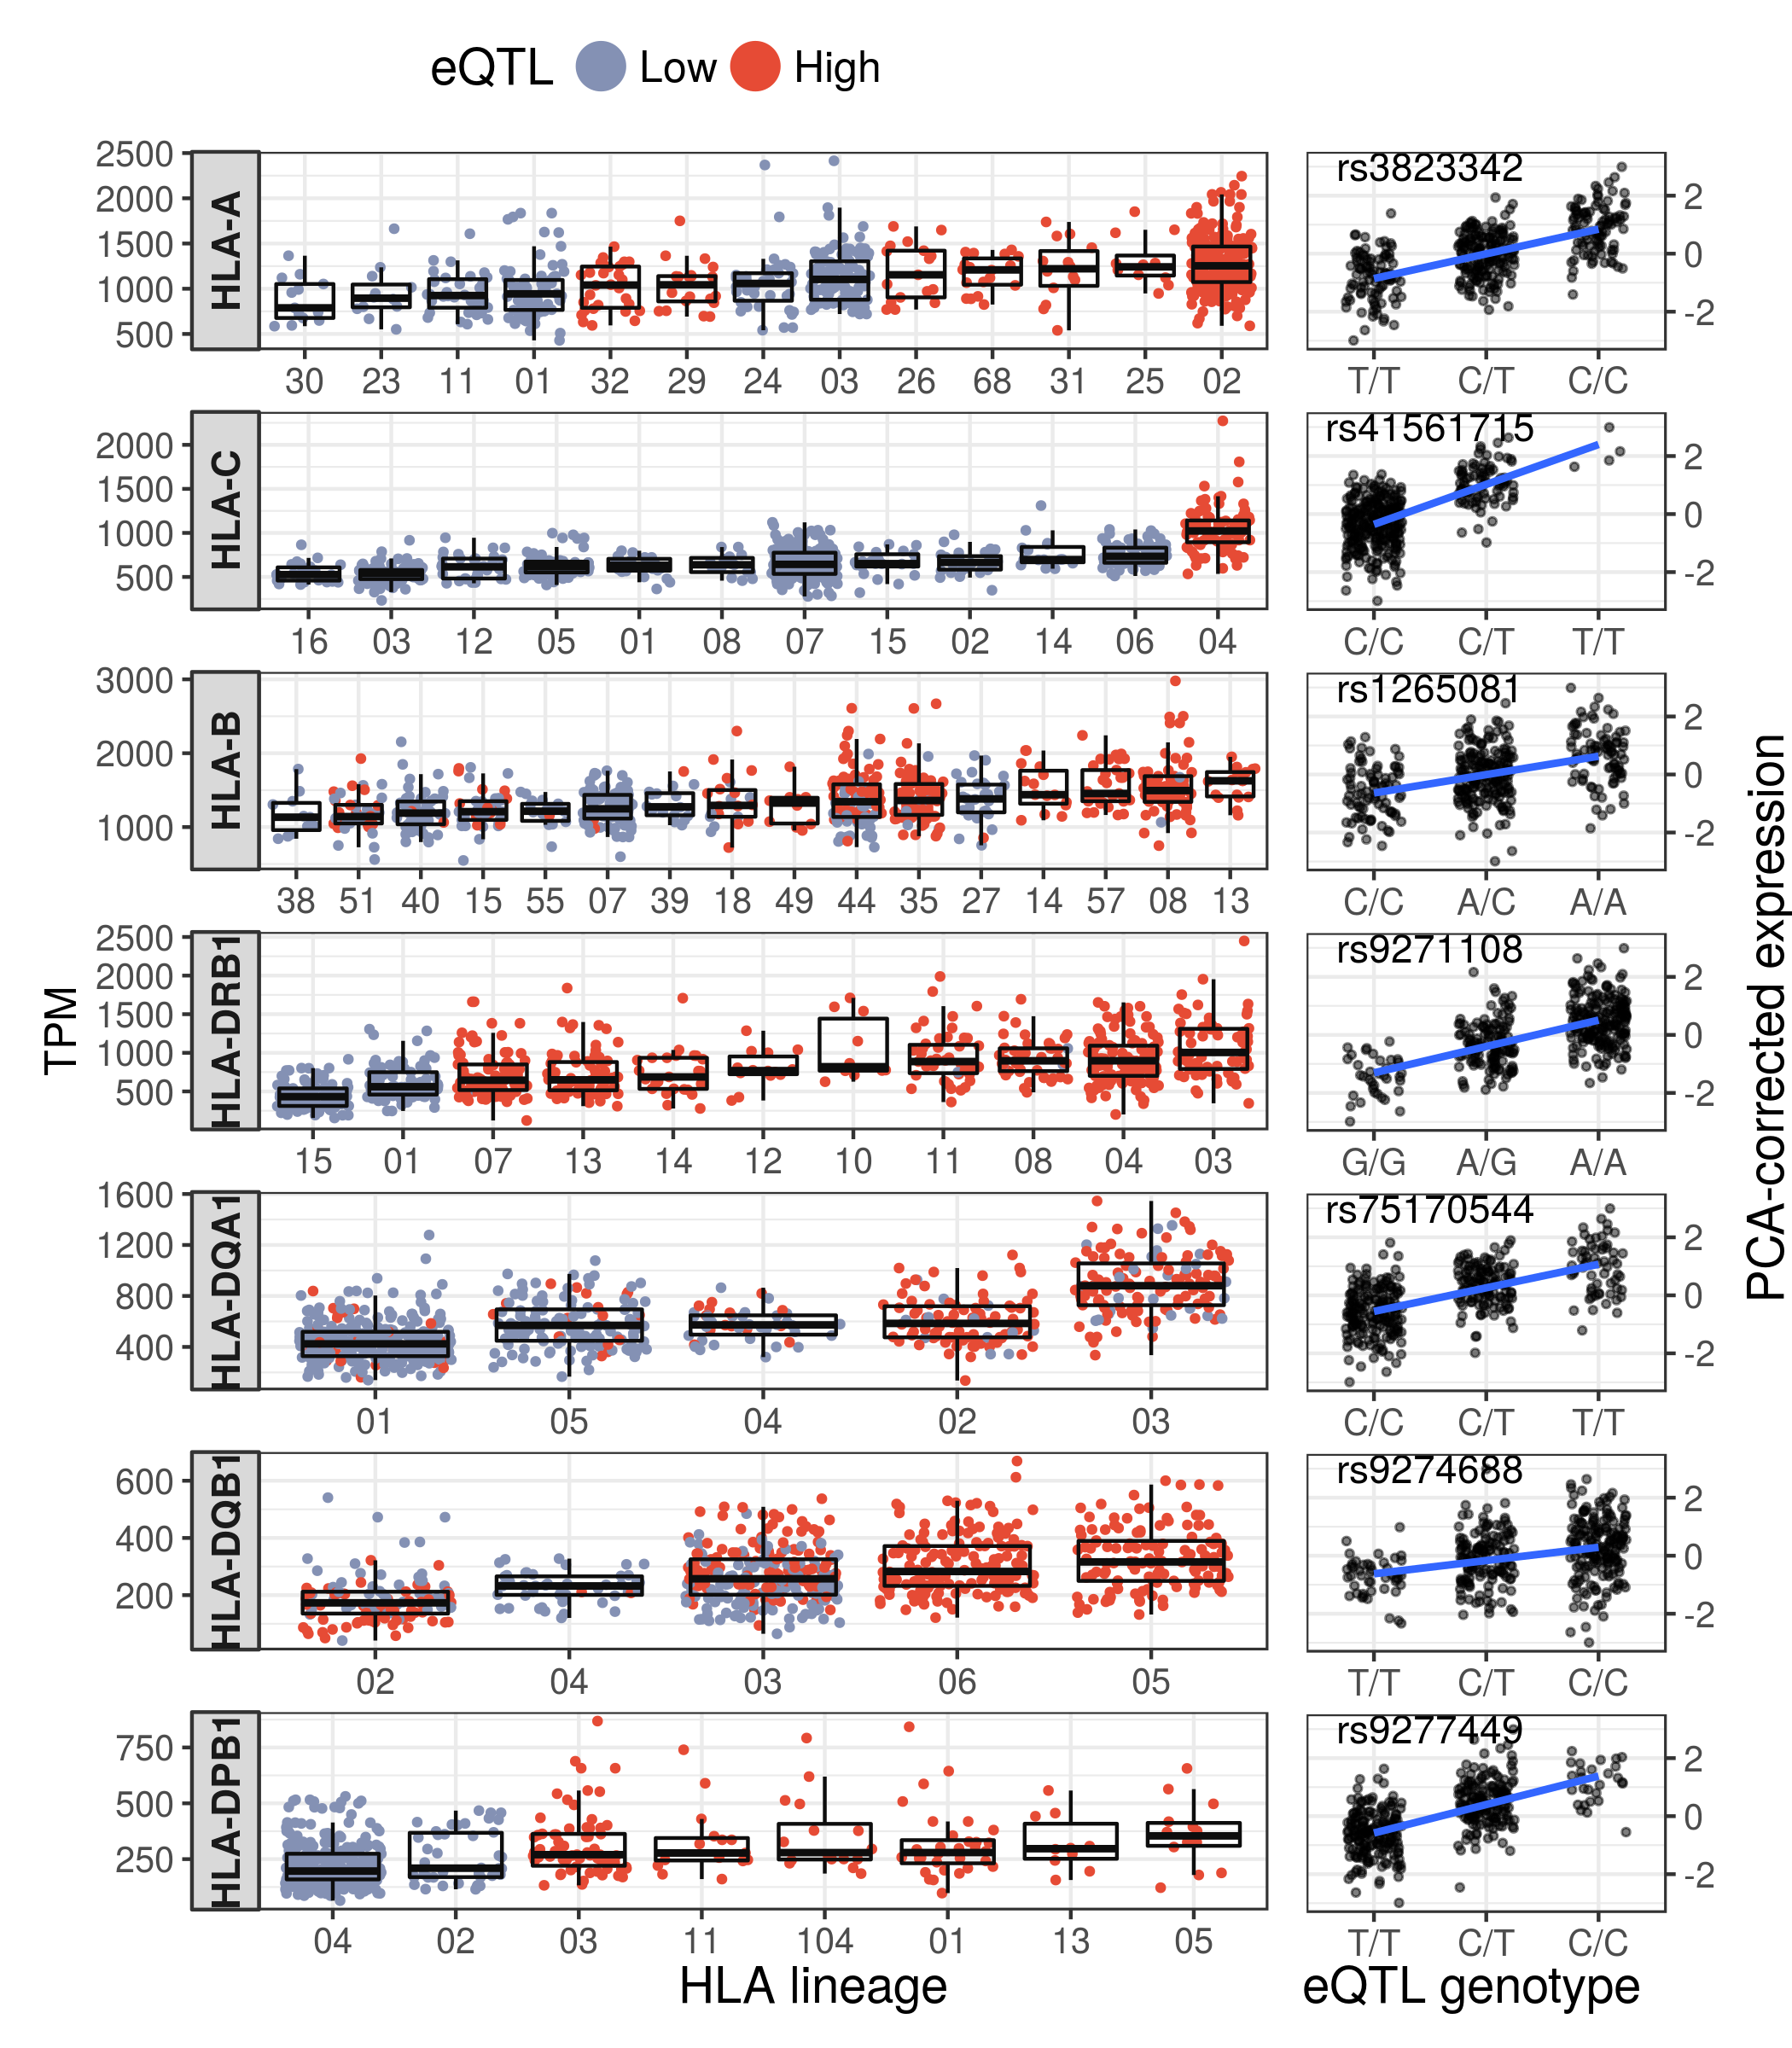 eQTL Low High
HLA-A
2500
2000
1500
1000
500
30 23 11 01 32 29 24 03 26 68 31 25 02
rs3823342
2
0
-2
T/T C/T C/C
HLA-C
2000
1500
1000
500
16 03 12 05 01 08 07 15 02 14 06 04
rs41561715
2
0
-2
C/C C/T T/T
HLA-B
3000
2000
1000
38 51 40 15 55 07 39 18 49 44 35 27 14 57 08 13
rs1265081
2
0
-2
C/C A/C A/A
HLA-DRB1
2500
2000
1500
1000
500
15 01 07 13 14 12 10 11 08 04 03
rs9271108
2
0
-2
G/G A/G A/A
HLA-DQA1
1600
1200
800
400
01 05 04 02 03
rs75170544
2
0
-2
C/C C/T T/T
HLA-DQB1
600
400
200
02 04 03 06 05
rs9274688
2
0
-2
T/T C/T C/C
HLA-DPB1
750
500
250
04 02 03 11 104 01 13 05
rs9277449
2
0
-2
T/T C/T C/C
TPM
PCA-corrected expression
HLA lineage
eQTL genotype